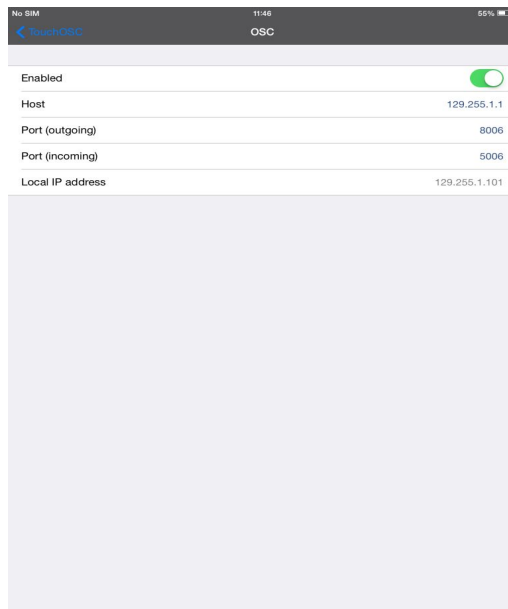 No SIM 11:46 55%
TouchOSC OSC
Enabled
Host 129.255.1.1
Port (outgoing) 8006
Port (incoming) 5006
Local IP address 129.255.1.101